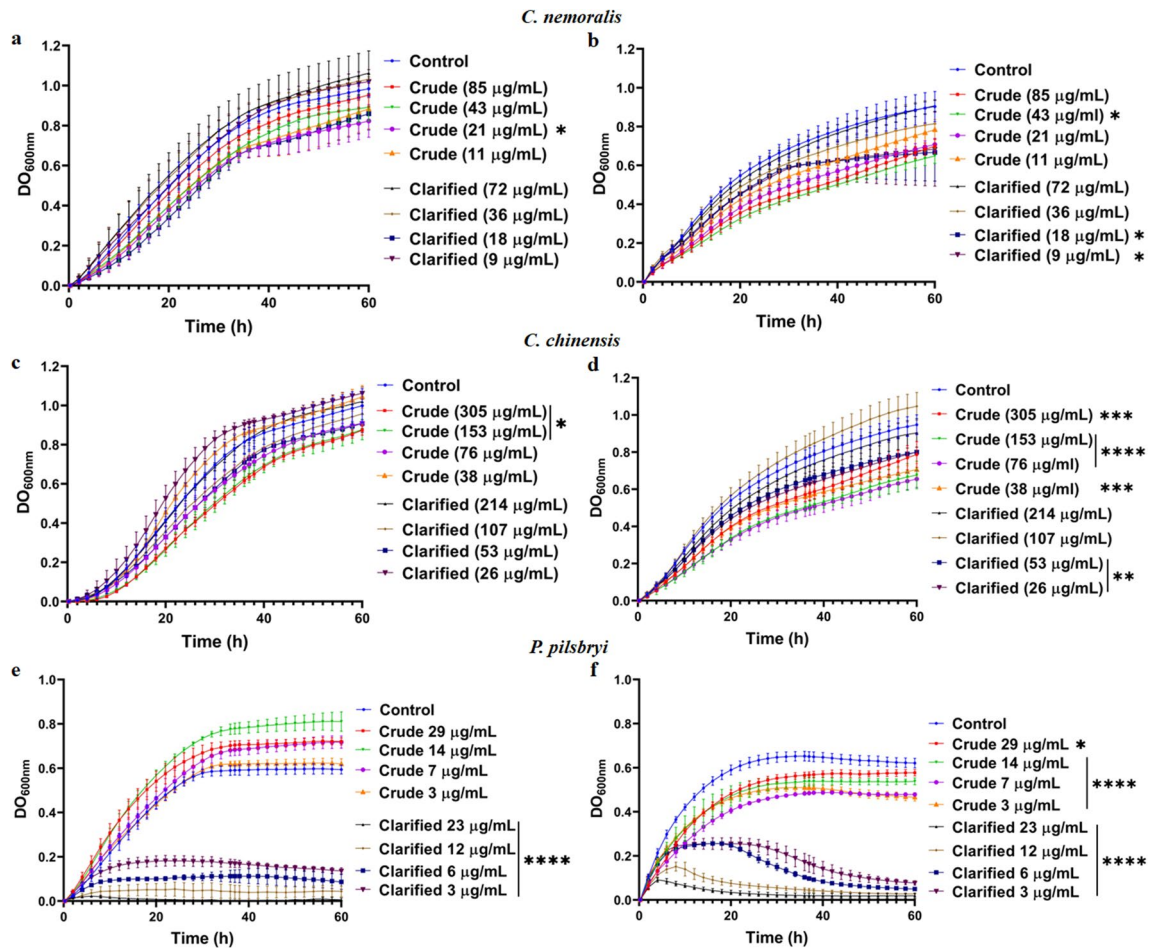 C. nemoralis
a
DO6000nm
1.2
1.0
0.8
0.6
0.4
0.2
0.0
0 20 40 60
Time (h)
Control
Crude (85 µg/mL)
Crude (43 µg/mL)
Crude (21 µg/mL) *
Crude (11 µg/mL)
Clarified (72 µg/mL)
Clarified (36 µg/mL)
Clarified (18 µg/mL)
Clarified (9 µg/mL)
b
DO6000nm
1.2
1.0
0.8
0.6
0.4
0.2
0.0
0 20 40 60
Time (h)
Control
Crude (85 µg/mL)
Crude (43 µg/ml) *
Crude (21 µg/mL)
Crude (11 µg/mL)
Clarified (72 µg/mL)
Clarified (36 µg/mL)
Clarified (18 µg/mL) *
Clarified (9 µg/mL) *
C. chinensis
c
DO600nm
1.2
1.0
0.8
0.6
0.4
0.2
0.0
0 20 40 60
Time (h)
Control
Crude (305 µg/mL)
Crude (153 µg/mL)
*
Crude (76 µg/mL)
Crude (38 µg/mL)
Clarified (214 µg/mL)
Clarified (107 µg/mL)
Clarified (53 µg/mL)
Clarified (26 µg/mL)
d
DO600nm
1.2
1.0
0.8
0.6
0.4
0.2
0.0
0 20 40 60
Time (h)
Control
Crude (305 µg/mL) ***
Crude (153 µg/mL)
****
Crude (76 µg/ml)
Crude (38 µg/ml) ***
Clarified (214 µg/mL)
Clarified (107 µg/mL)
Clarified (53 µg/mL)
**
Clarified (26 µg/mL)
P. pilsbryi
e
DO600nm
1.0
0.8
0.6
0.4
0.2
0.0
0 20 40 60
Time (h)
Control
Crude 29 µg/mL
Crude 14 µg/mL
Crude 7 µg/mL
Crude 3 µg/mL
Clarified 23 µg/mL
Clarified 12 µg/mL
****
Clarified 6 µg/mL
Clarified 3 µg/mL
f
DO600nm
1.0
0.8
0.6
0.4
0.2
0.0
0 20 40 60
Time (h)
Control
Crude 29 µg/mL *
Crude 14 µg/mL
Crude 7 µg/mL
****
Crude 3 µg/mL
Clarified 23 µg/mL
Clarified 12 µg/mL
****
Clarified 6 µg/mL
Clarified 3 µg/mL